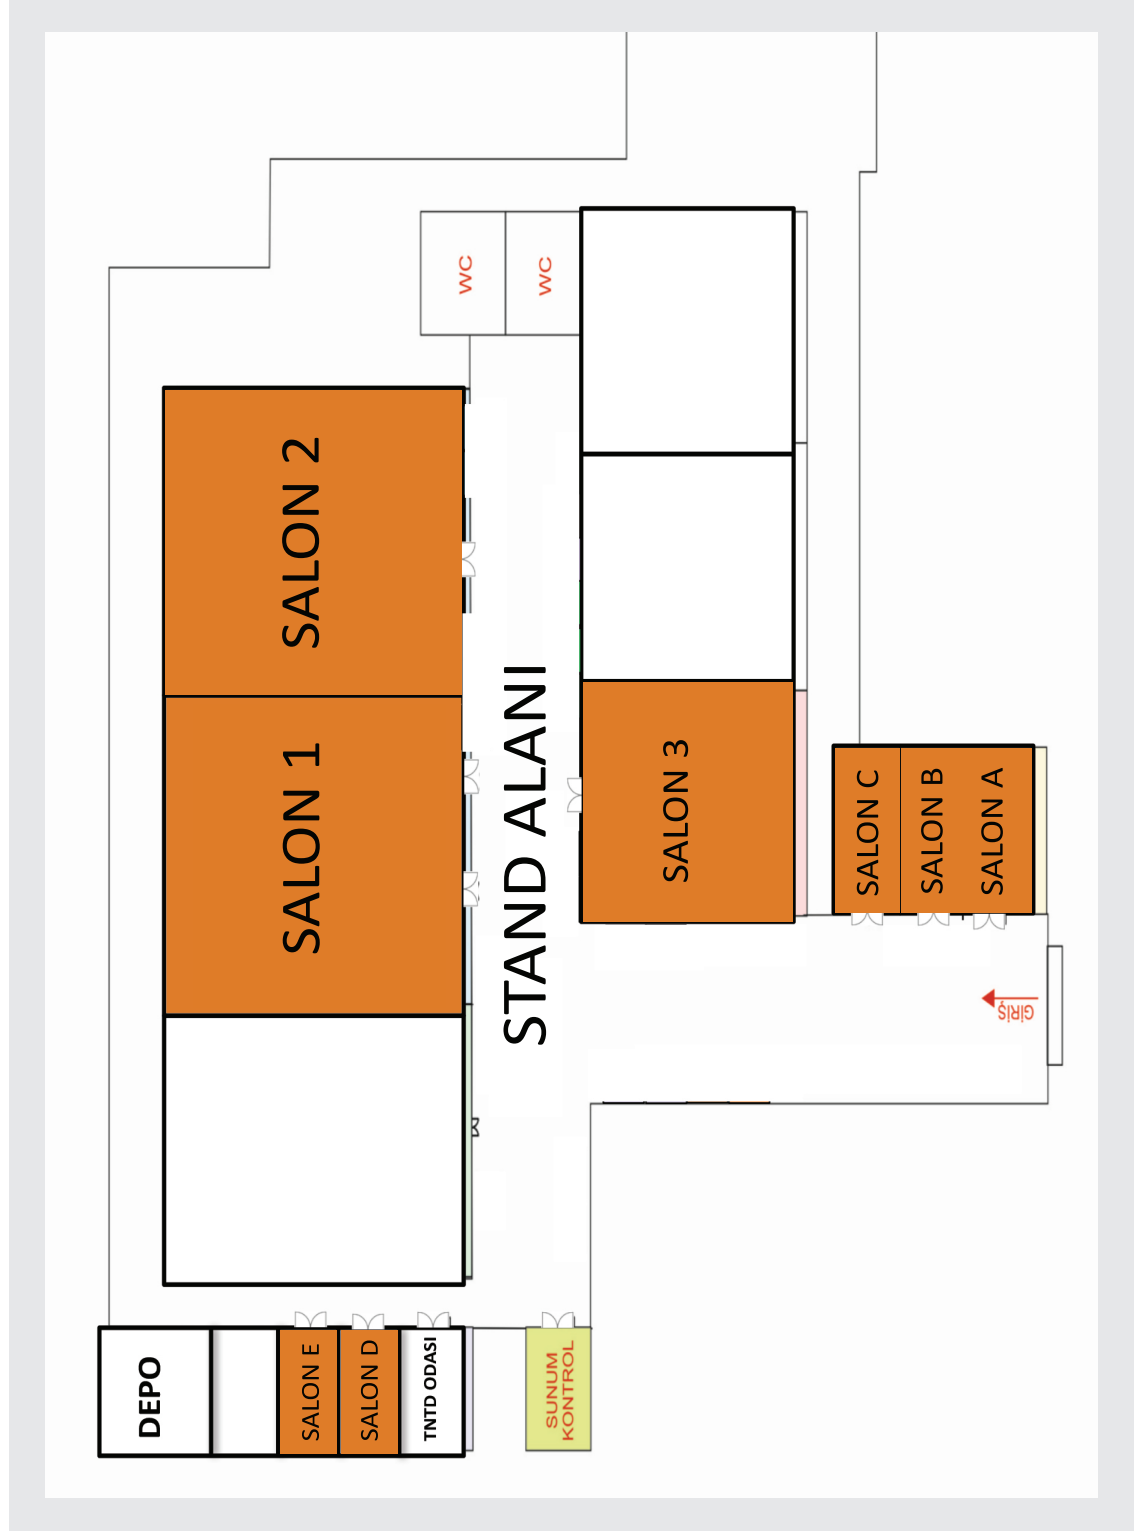 WC
WC
SALON 2
SALON 1
STAND ALANI
SALON 3
SALON C
SALON B
SALON A
GİRİŞ
DEPO
SALON E
SALON D
TNTD ODASI
SUNUM
KONTROL